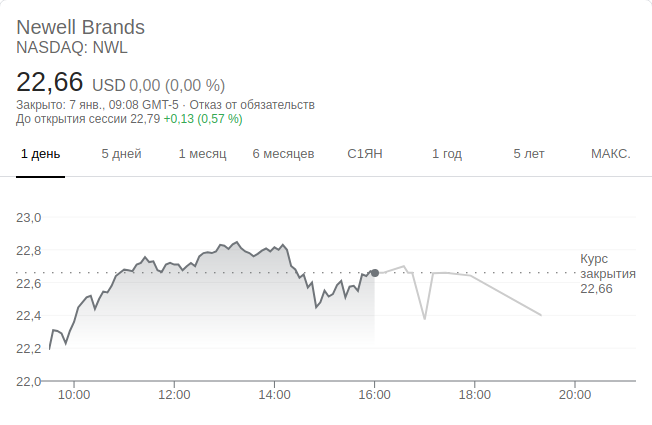 Newell Brands
NASDAQ: NWL
22,66 USD 0,00 (0,00 %)
Закрыто: 7 янв., 09:08 GMT-5 · Отказ от обязательств
До открытия сессии 22,79 +0,13 (0,57 %)
1 день 5 дней 1 месяц 6 месяцев С1ЯН 1 год 5 лет МАКС.
23,0
22,8
22,6
22,4
22,2
22,0
Курс
закрытия
22,66
10:00 12:00 14:00 16:00 18:00 20:00